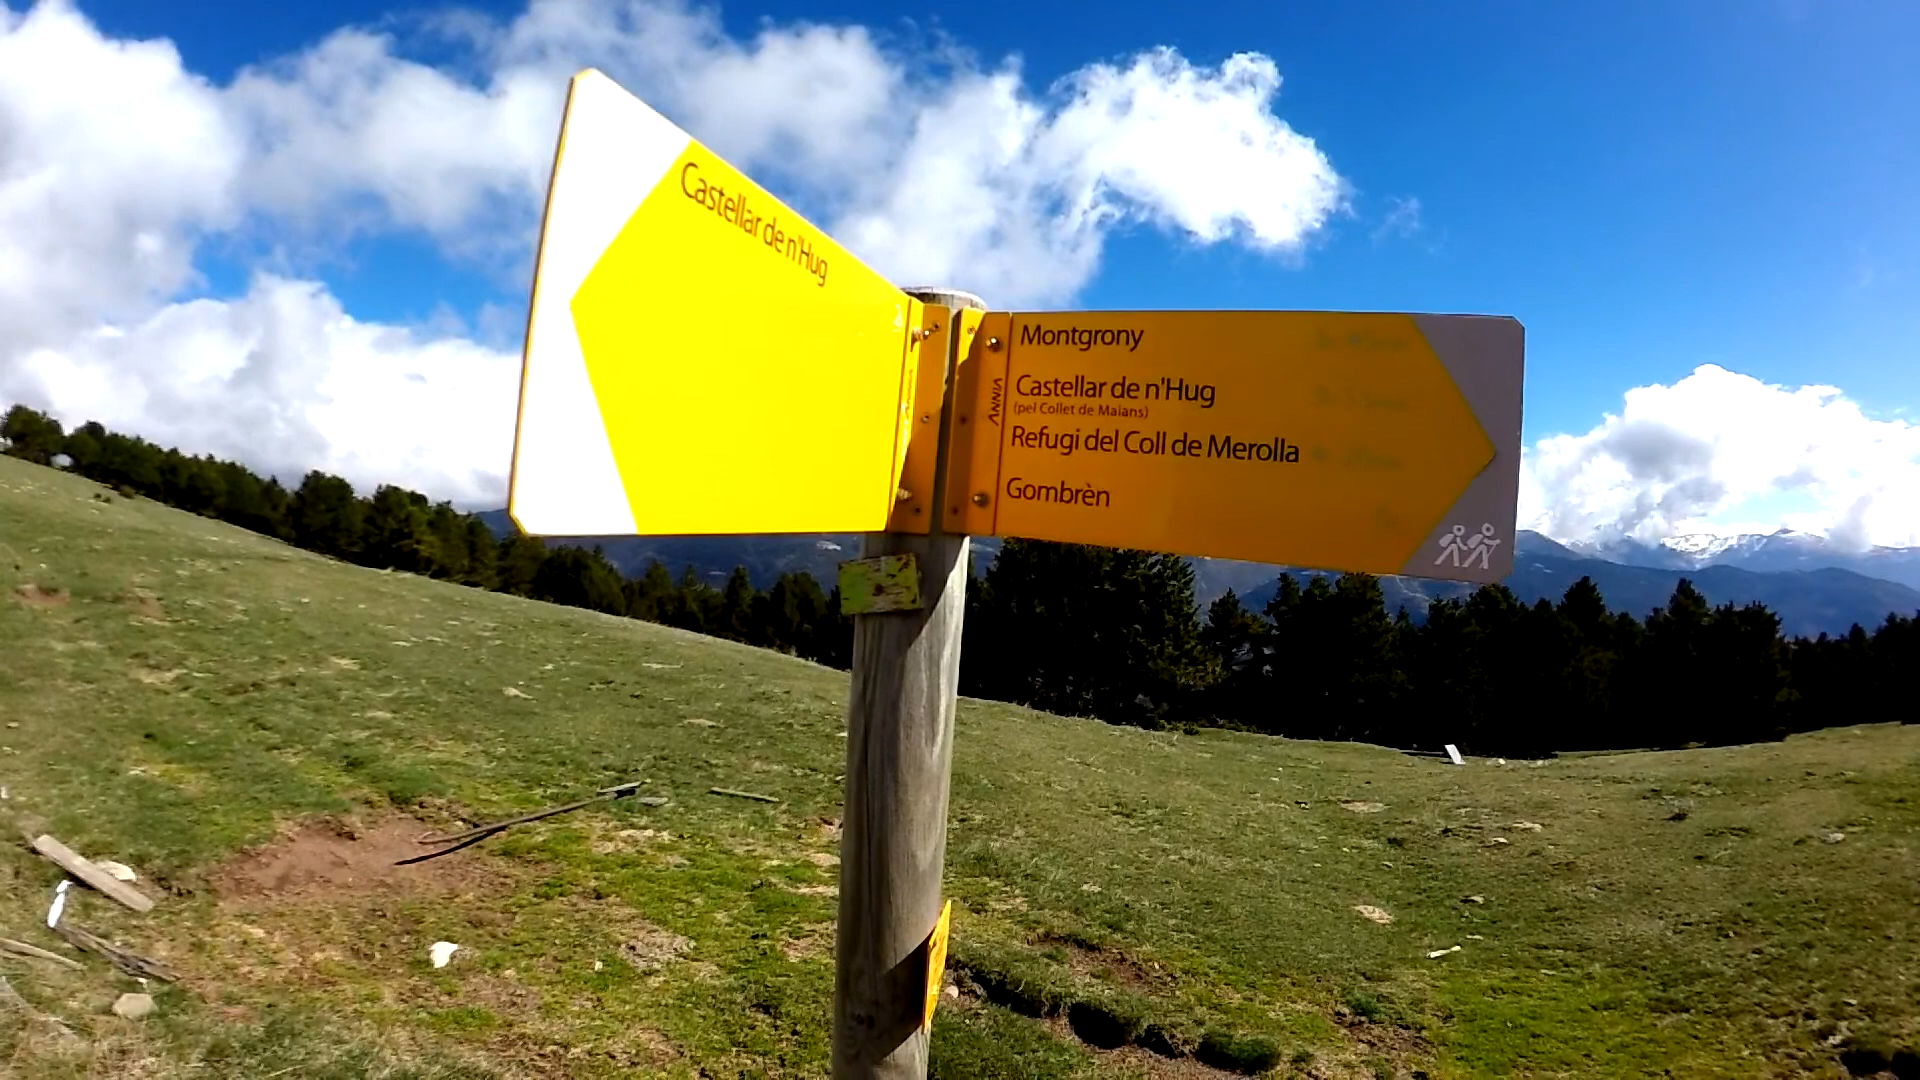 Castellar de n'Hug
Montgrony
Castellar de n'Hug
(pel Collet de Maians)
Refugi del Coll de Merolla
Gombrèn